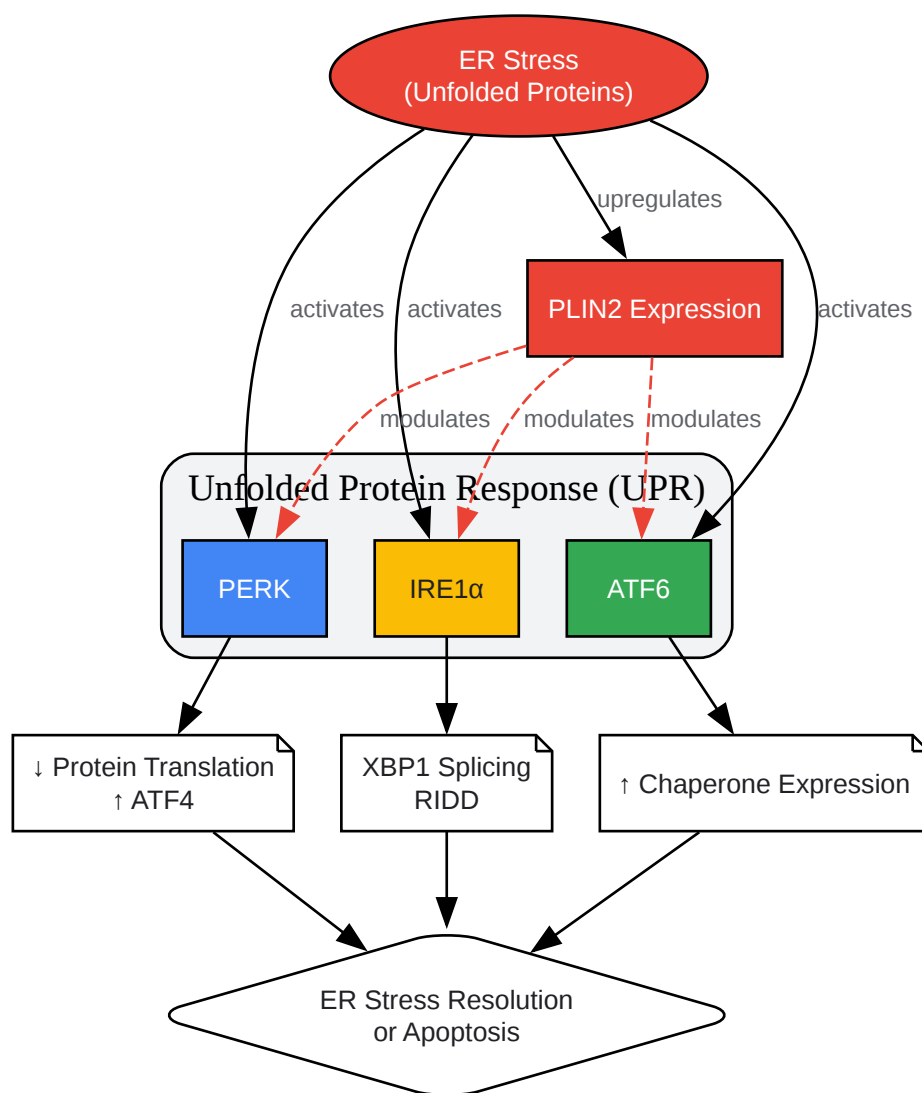 ER Stress
(Unfolded Proteins)
upregulates
PLIN2 Expression
activates
activates
activates
modulates
modulates
modulates
Unfolded Protein Response (UPR)
PERK
IRE1α
ATF6
↓ Protein Translation
↑ ATF4
XBP1 Splicing
RIDD
↑ Chaperone Expression
ER Stress Resolution
or Apoptosis